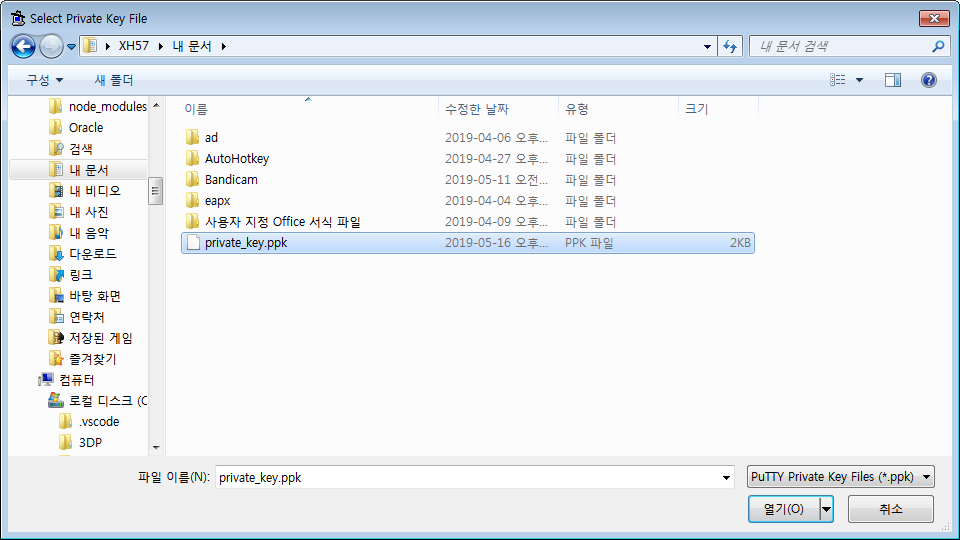 Select Private Key File
XH57 내 문서
내 문서 검색
구성 새 폴더
node_modules
Oracle
검색
내 문서
내 비디오
내 사진
내 음악
다운로드
링크
바탕 화면
연락처
저장된 게임
즐겨찾기
컴퓨터
로컬 디스크 (C
.vscode
3DP
이름 수정한 날짜 유형 크기
ad 2019-04-06 오후... 파일 폴더
AutoHotkey 2019-04-27 오후... 파일 폴더
Bandicam 2019-05-11 오전... 파일 폴더
eapx 2019-04-04 오후... 파일 폴더
사용자 지정 Office 서식 파일 2019-04-09 오후... 파일 폴더
private_key.ppk 2019-05-16 오후... PPK 파일 2KB
파일 이름(N): private_key.ppk PuTTY Private Key Files (*.ppk)
열기(O) 취소